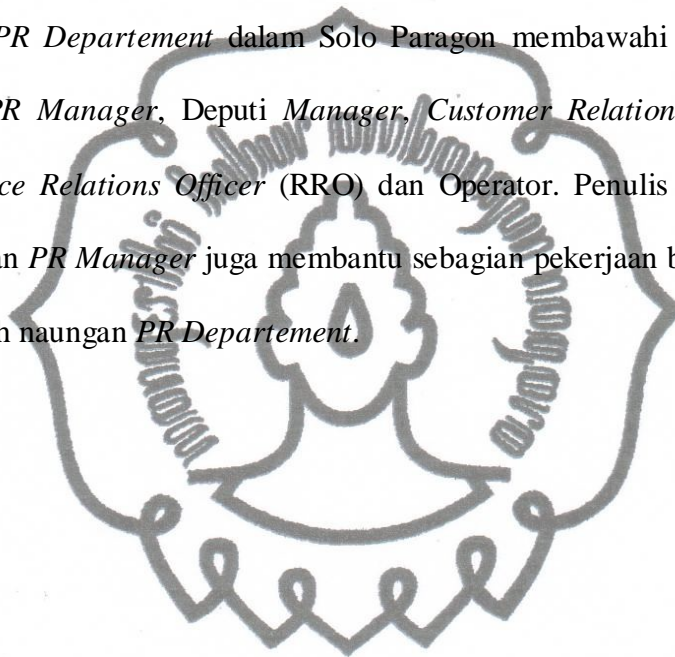 PR Departement dalam Solo Paragon membawahi
PR Manager, Deputi Manager, Customer Relation
ce Relations Officer (RRO) dan Operator. Penulis
an PR Manager juga membantu sebagian pekerjaan b
h naungan PR Departement.